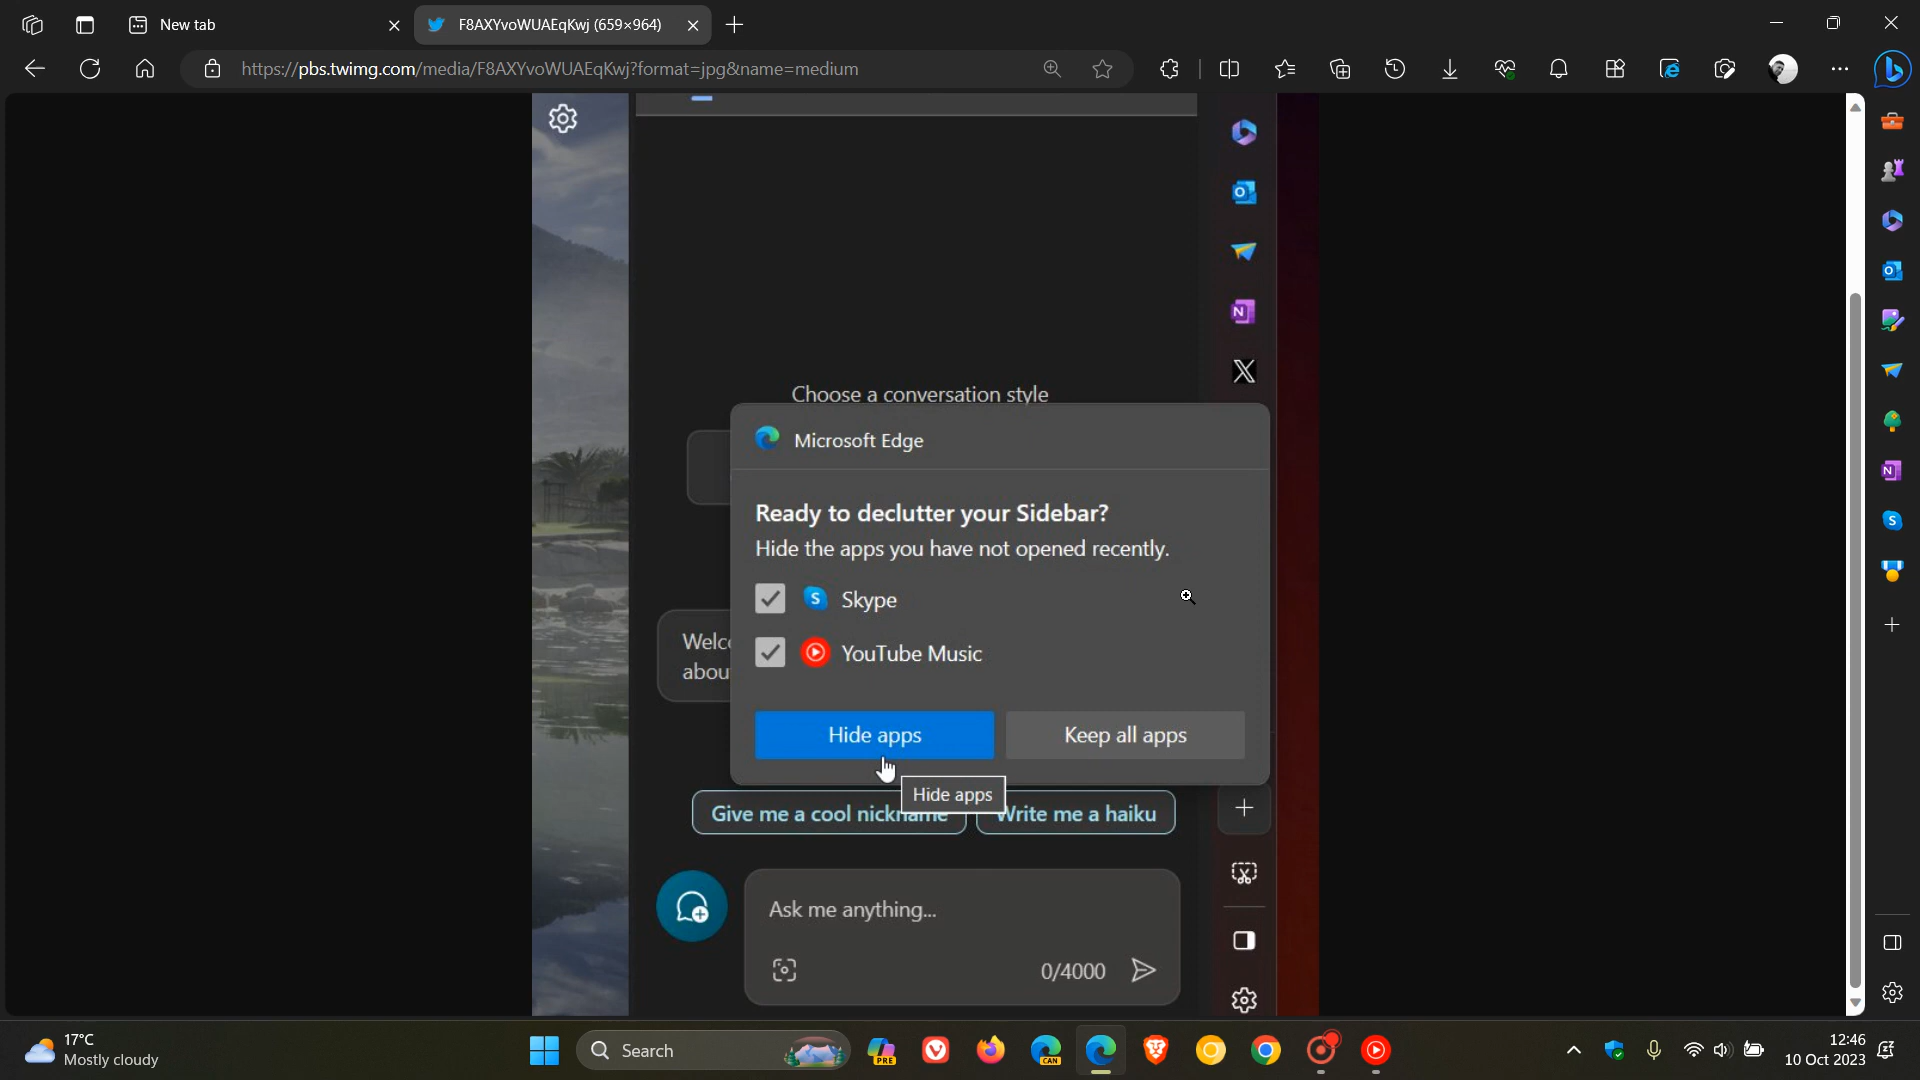 New tab
F8AXYvoWUAEqKwj (659×964)
https://pbs.twimg.com/media/F8AXYvoWUAEqKwj?format=jpg&name=medium
Choose a conversation style
Microsoft Edge
Ready to declutter your Sidebar?
Hide the apps you have not opened recently.
Skype
YouTube Music
Welc
abou
Hide apps
Keep all apps
Hide apps
Give me a cool nickname
Write me a haiku
Ask me anything...
0/4000
17°C
Mostly cloudy
Search
PRE
CAN
12:46
10 Oct 2023